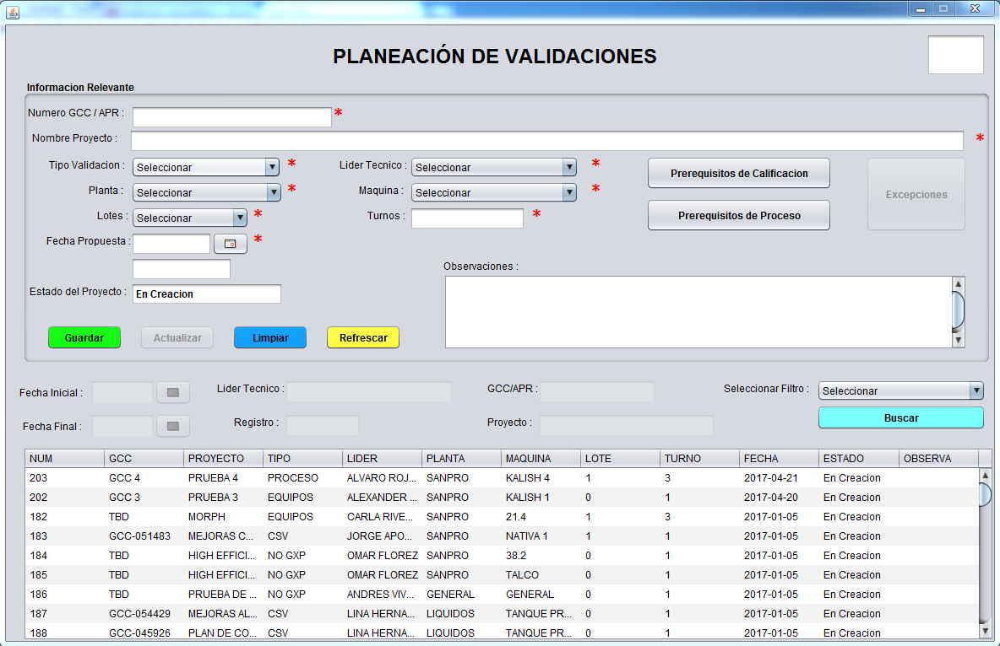 PLANEACIÓN DE VALIDACIONES
Informacion Relevante
Numero GCC / APR : *
Nombre Proyecto : *
Tipo Validacion : Seleccionar * Lider Tecnico : Seleccionar * Prerequisitos de Calificacion
Planta : Seleccionar * Maquina : Seleccionar * Excepciones
Lotes : Seleccionar * Turnos : * Prerequisitos de Proceso
Fecha Propuesta : *
Observaciones :
Estado del Proyecto : En Creacion
Guardar Actualizar Limpiar Refrescar
Fecha Inicial : Lider Tecnico : GCC/APR : Seleccionar Filtro : Seleccionar
Fecha Final : Registro : Proyecto : Buscar
NUM GCC PROYECTO TIPO LIDER PLANTA MAQUINA LOTE TURNO FECHA ESTADO OBSERVA
203 GCC 4 PRUEBA 4 PROCESO ALVARO ROJ... SANPRO KALISH 4 1 3 2017-04-21 En Creacion
202 GCC 3 PRUEBA 3 EQUIPOS ALEXANDER ... SANPRO KALISH 1 0 1 2017-04-20 En Creacion
182 TBD MORPH EQUIPOS CARLA RIVE... SANPRO 21.4 1 3 2017-01-05 En Creacion
183 GCC-051483 MEJORAS C... CSV JORGE APO... SANPRO NATIVA 1 1 1 2017-01-05 En Creacion
184 TBD HIGH EFFICI... NO GXP OMAR FLOREZ SANPRO 38.2 0 1 2017-01-05 En Creacion
185 TBD HIGH EFFICI... NO GXP OMAR FLOREZ SANPRO TALCO 0 1 2017-01-05 En Creacion
186 TBD PRUEBA DE ... NO GXP ANDRES VIV... GENERAL GENERAL 0 1 2017-01-05 En Creacion
187 GCC-054429 MEJORAS AL... CSV LINA HERNA... LIQUIDOS TANQUE PR... 0 1 2017-01-05 En Creacion
188 GCC-045926 PLAN DE CO... CSV LINA HERNA... LIQUIDOS TANQUE PR... 0 1 2017-01-05 En Creacion